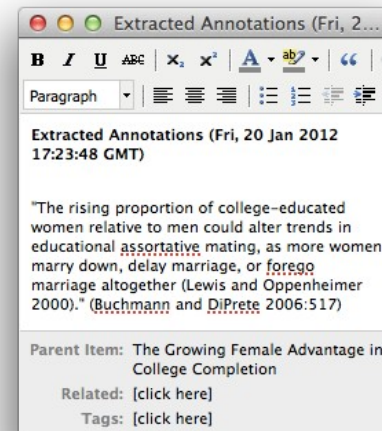 Extracted Annotations (Fri, 2...
B I U ABC X₂ X² A ab “
Paragraph
Extracted Annotations (Fri, 20 Jan 2012
17:23:48 GMT)
"The rising proportion of college-educated
women relative to men could alter trends in
educational assortative mating, as more women
marry down, delay marriage, or forego
marriage altogether (Lewis and Oppenheimer
2000)." (Buchmann and DiPrete 2006:517)
Parent Item: The Growing Female Advantage in
College Completion
Related: [click here]
Tags: [click here]